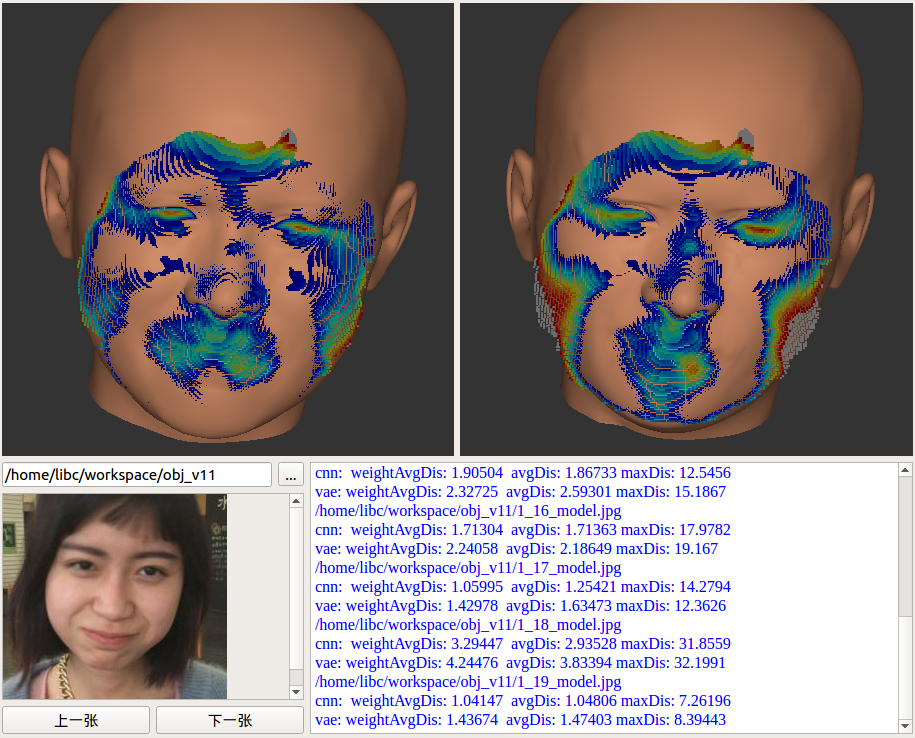 /home/libc/workspace/obj_v11
...
水
上一张
下一张
cnn:  weightAvgDis: 1.90504  avgDis: 1.86733 maxDis: 12.5456
vae: weightAvgDis: 2.32725  avgDis: 2.59301 maxDis: 15.1867
/home/libc/workspace/obj_v11/1_16_model.jpg
cnn:  weightAvgDis: 1.71304  avgDis: 1.71363 maxDis: 17.9782
vae: weightAvgDis: 2.24058  avgDis: 2.18649 maxDis: 19.167
/home/libc/workspace/obj_v11/1_17_model.jpg
cnn:  weightAvgDis: 1.05995  avgDis: 1.25421 maxDis: 14.2794
vae: weightAvgDis: 1.42978  avgDis: 1.63473 maxDis: 12.3626
/home/libc/workspace/obj_v11/1_18_model.jpg
cnn:  weightAvgDis: 3.29447  avgDis: 2.93528 maxDis: 31.8559
vae: weightAvgDis: 4.24476  avgDis: 3.83394 maxDis: 32.1991
/home/libc/workspace/obj_v11/1_19_model.jpg
cnn:  weightAvgDis: 1.04147  avgDis: 1.04806 maxDis: 7.26196
vae: weightAvgDis: 1.43674  avgDis: 1.47403 maxDis: 8.39443